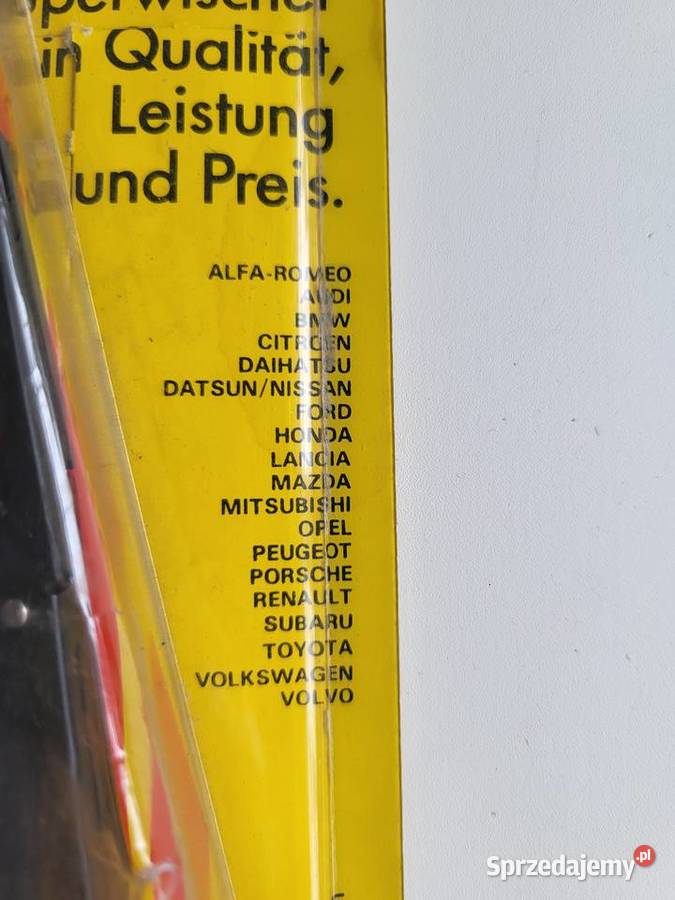 in Qualität,
Leistung
und Preis.
ALFA-ROMEO
AUDI
BMW
CITROEN
DAIHATSU
DATSUN/NISSAN
FORD
HONDA
LANCIA
MAZDA
MITSUBISHI
OPEL
PEUGEOT
PORSCHE
RENAULT
SUBARU
TOYOTA
VOLKSWAGEN
VOLVO
Sprzedajemy.pl